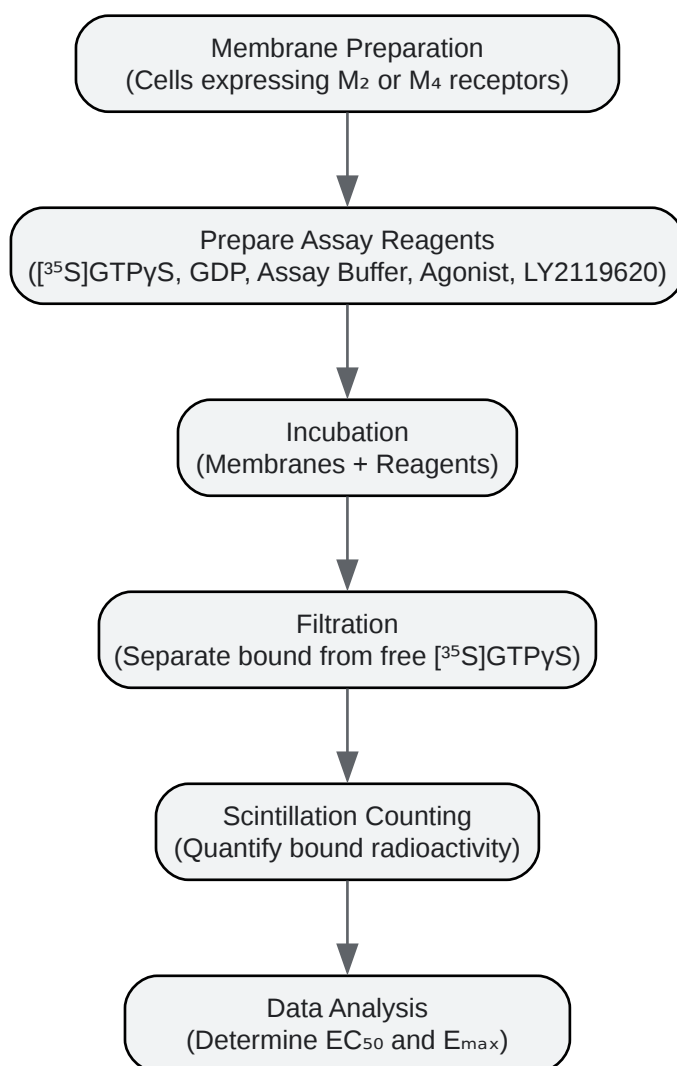 Membrane Preparation
(Cells expressing M₂ or M₄ receptors)
Prepare Assay Reagents
([³⁵S]GTPγS, GDP, Assay Buffer, Agonist, LY2119620)
Incubation
(Membranes + Reagents)
Filtration
(Separate bound from free [³⁵S]GTPγS)
Scintillation Counting
(Quantify bound radioactivity)
Data Analysis
(Determine EC₅₀ and Eₘₐₓ)